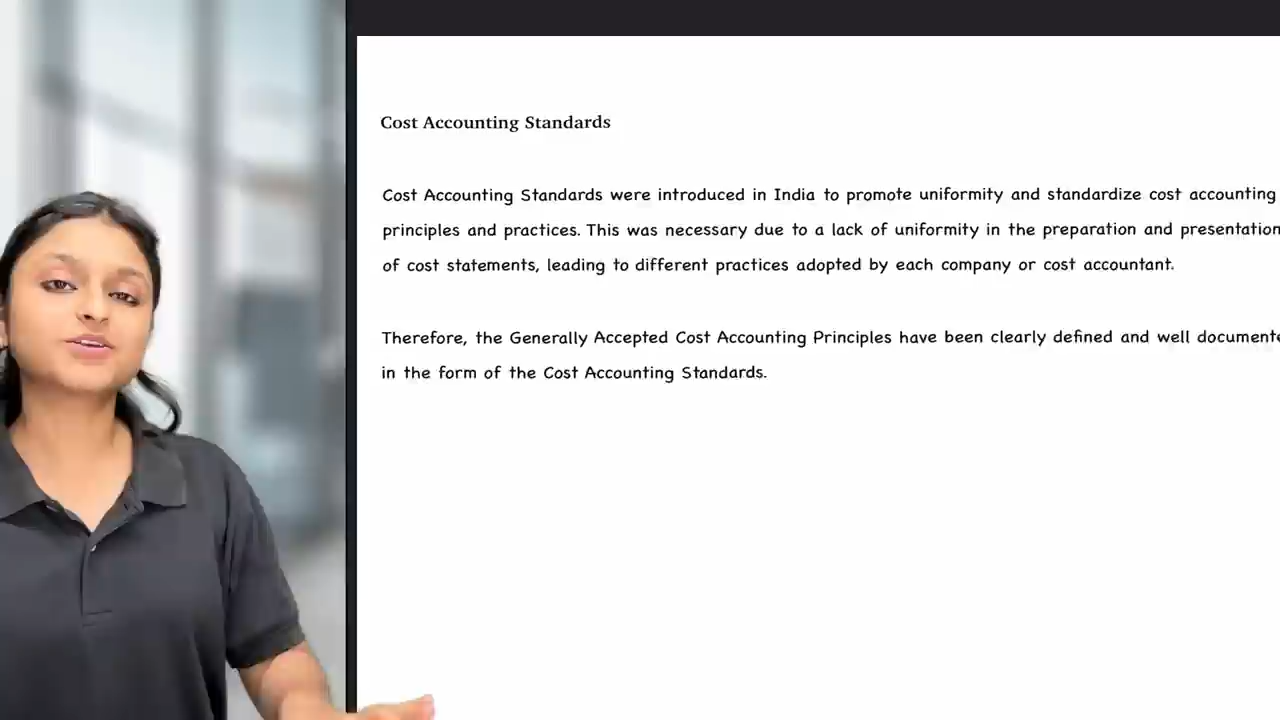 Cost Accounting Standards
Cost Accounting Standards were introduced in India to promote uniformity and standardize cost accounting
principles and practices. This was necessary due to a lack of uniformity in the preparation and presentation
of cost statements, leading to different practices adopted by each company or cost accountant.
Therefore, the Generally Accepted Cost Accounting Principles have been clearly defined and well documente
in the form of the Cost Accounting Standards.